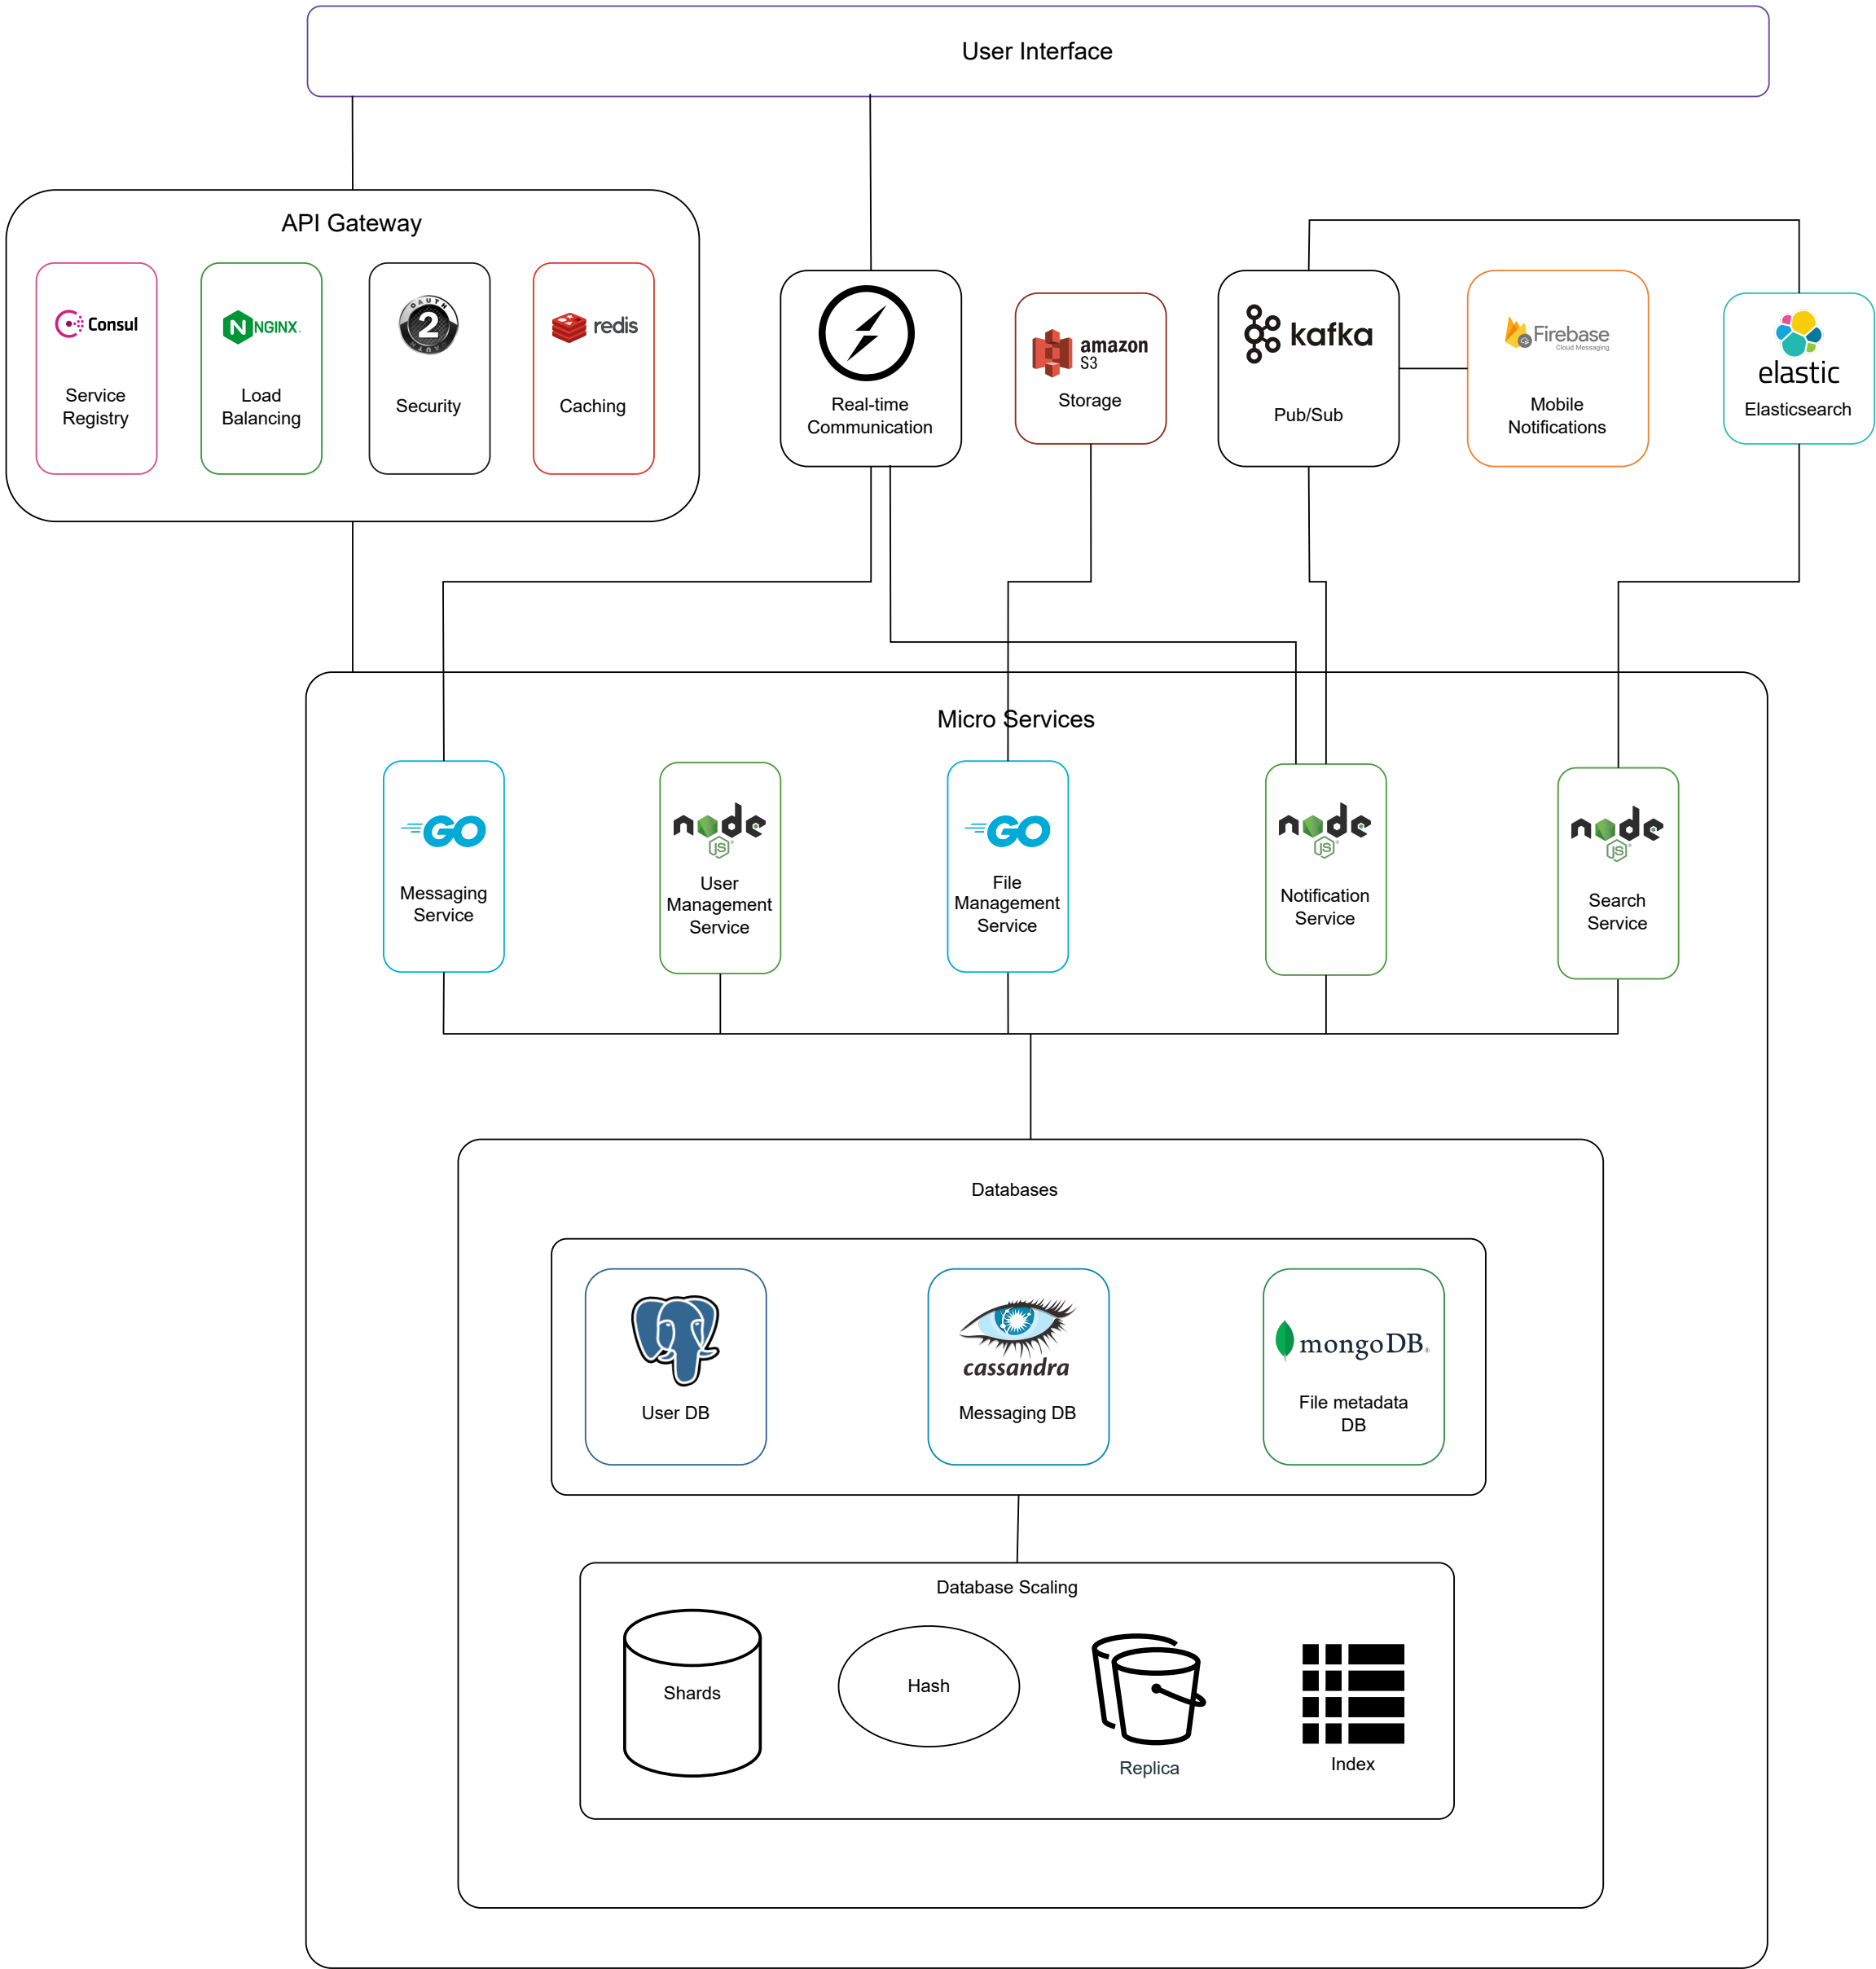 User Interface
API Gateway
Consul
Service
Registry
NGINX
Load
Balancing
OAUTH
2
AUTH
Security
redis
Caching
Real-time
Communication
amazon
S3
Storage
kafka
Pub/Sub
Firebase
Cloud Messaging
Mobile
Notifications
elastic
Elasticsearch
Micro Services
GO
Messaging
Service
node
JS
User
Management
Service
GO
File
Management
Service
node
JS
Notification
Service
node
JS
Search
Service
Databases
User DB
cassandra
Messaging DB
mongoDB®
File metadata
DB
Database Scaling
Shards
Hash
Replica
Index